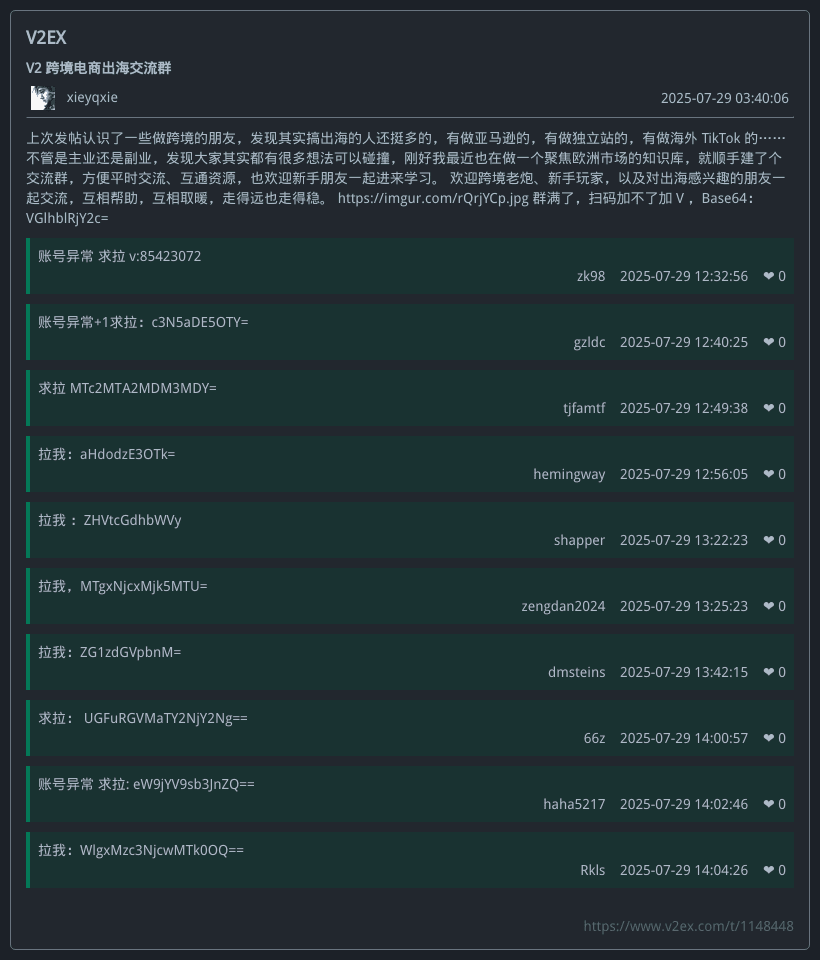 V2EX
V2 跨境电商出海交流群
xieyqxie 2025-07-29 03:40:06
上次发帖认识了一些做跨境的朋友，发现其实搞出海的人还挺多的，有做亚马逊的，有做独立站的，有做海外 TikTok 的……
不管是主业还是副业，发现大家其实都有很多想法可以碰撞，刚好我最近也在做一个聚焦欧洲市场的知识库，就顺手建了个
交流群，方便平时交流、互通资源，也欢迎新手朋友一起进来学习。 欢迎跨境老炮、新手玩家，以及对出海感兴趣的朋友一
起交流，互相帮助，互相取暖，走得远也走得稳。 https://imgur.com/rQrjYCp.jpg 群满了，扫码加不了加 V ，Base64：
VGlhblRjY2c=
账号异常 求拉 v:85423072
zk98 2025-07-29 12:32:56 ❤ 0
账号异常+1求拉：c3N5aDE5OTY=
gzldc 2025-07-29 12:40:25 ❤ 0
求拉 MTc2MTA2MDM3MDY=
tjfamtf 2025-07-29 12:49:38 ❤ 0
拉我：aHdodzE3OTk=
hemingway 2025-07-29 12:56:05 ❤ 0
拉我 ：ZHVtcGdhbWVy
shapper 2025-07-29 13:22:23 ❤ 0
拉我，MTgxNjcxMjk5MTU=
zengdan2024 2025-07-29 13:25:23 ❤ 0
拉我：ZG1zdGVpbnM=
dmsteins 2025-07-29 13:42:15 ❤ 0
求拉： UGFuRGVMaTY2NjY2Ng==
66z 2025-07-29 14:00:57 ❤ 0
账号异常 求拉: eW9jYV9sb3JnZQ==
haha5217 2025-07-29 14:02:46 ❤ 0
拉我：WlgxMzc3NjcwMTk0OQ==
Rkls 2025-07-29 14:04:26 ❤ 0
https://www.v2ex.com/t/1148448